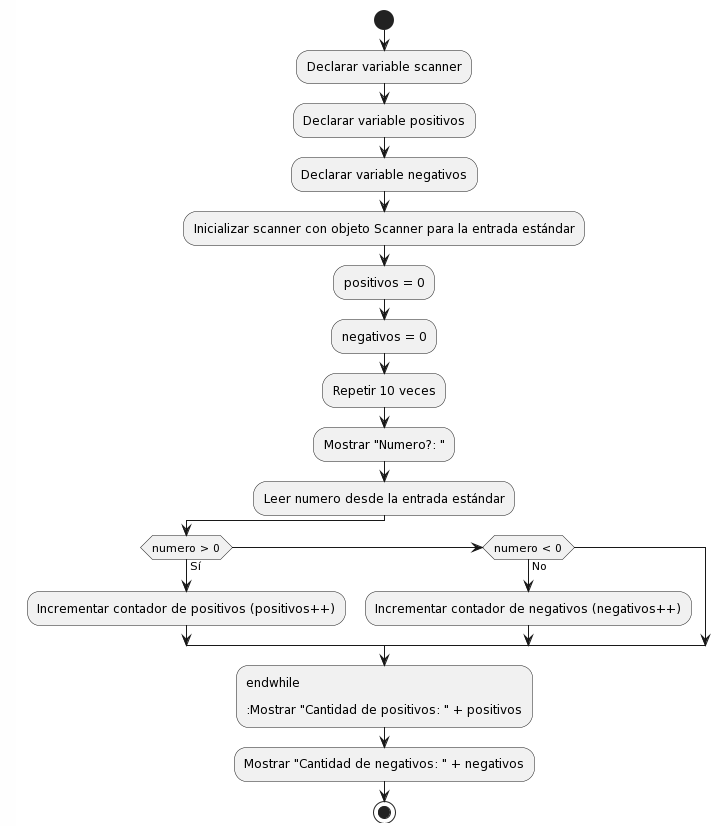 Declarar variable scanner
Declarar variable positivos
Declarar variable negativos
Inicializar scanner con objeto Scanner para la entrada estándar
positivos = 0
negativos = 0
Repetir 10 veces
Mostrar "Numero?: "
Leer numero desde la entrada estándar
numero > 0
Sí
Incrementar contador de positivos (positivos++)
numero < 0
No
Incrementar contador de negativos (negativos++)
endwhile
:Mostrar "Cantidad de positivos: " + positivos
Mostrar "Cantidad de negativos: " + negativos